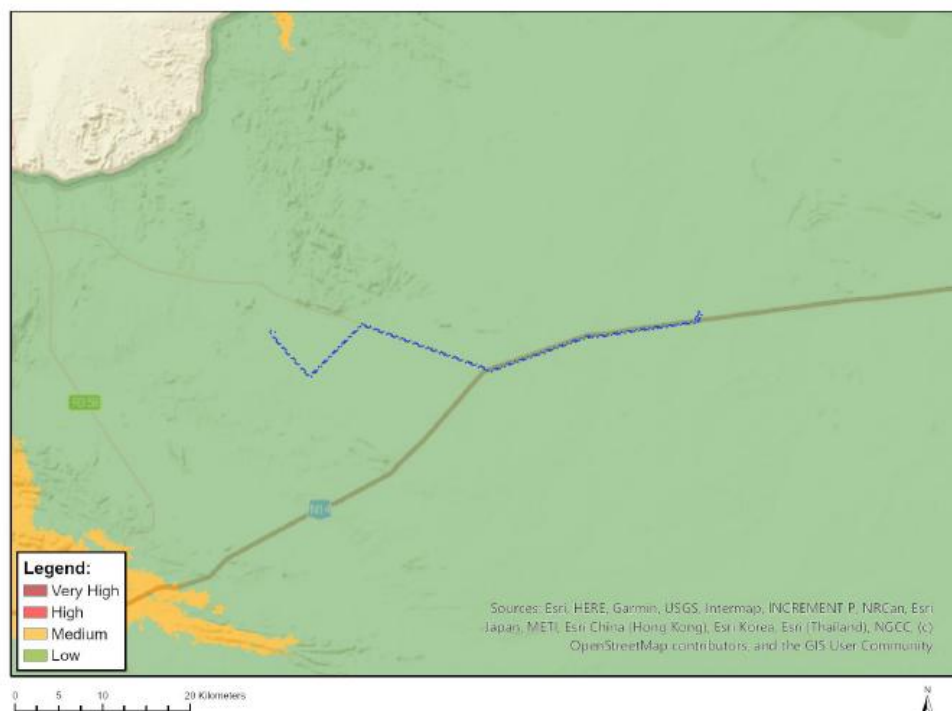 N14
Legend:
Very High
High
Medium
Low
Sources: Esri, HERE, Garmin, USGS, Intermap, INCREMENT P, NRCan, Esri
Japan, METI, Esri China (Hong Kong), Esri Korea, Esri (Thailand), NGCC, (c)
OpenStreetMap contributors, and the GIS User Community
0 5 10 20 Kilometers
N